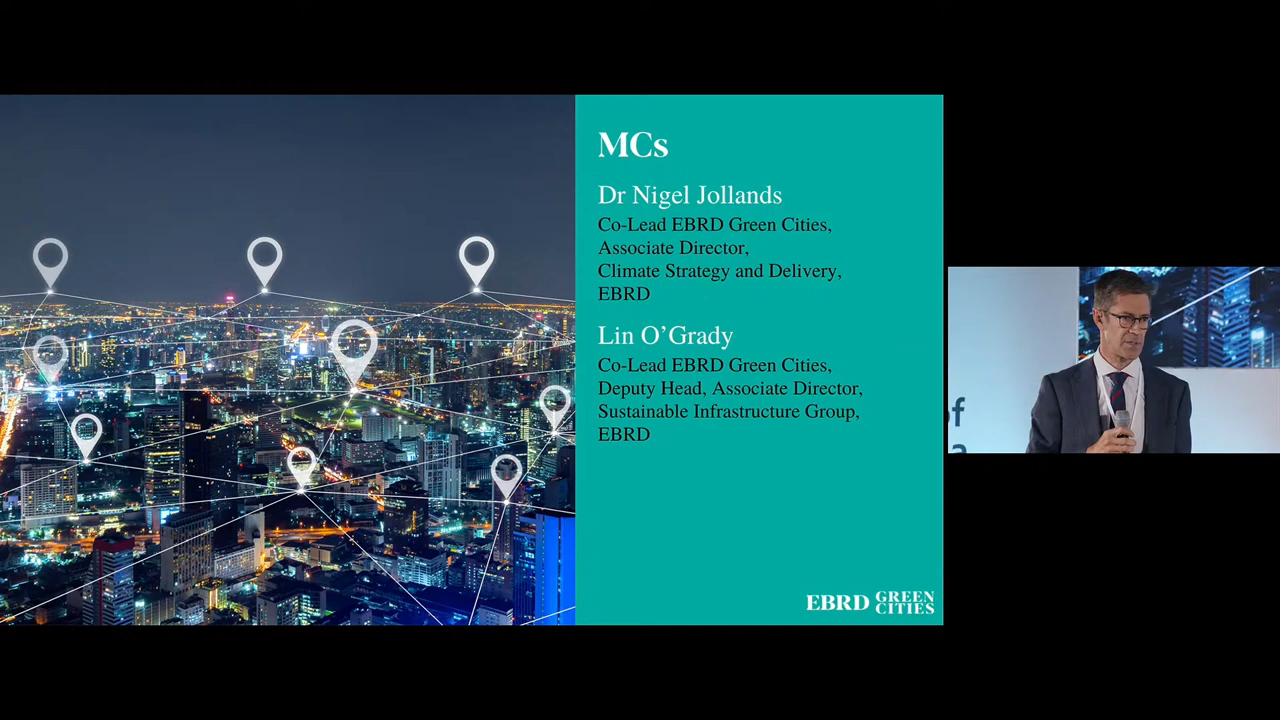 MCs
Dr Nigel Jollands
Co-Lead EBRD Green Cities,
Associate Director,
Climate Strategy and Delivery,
EBRD
Lin O’Grady
Co-Lead EBRD Green Cities,
Deputy Head, Associate Director,
Sustainable Infrastructure Group,
EBRD
EBRD GREEN
CITIES
of